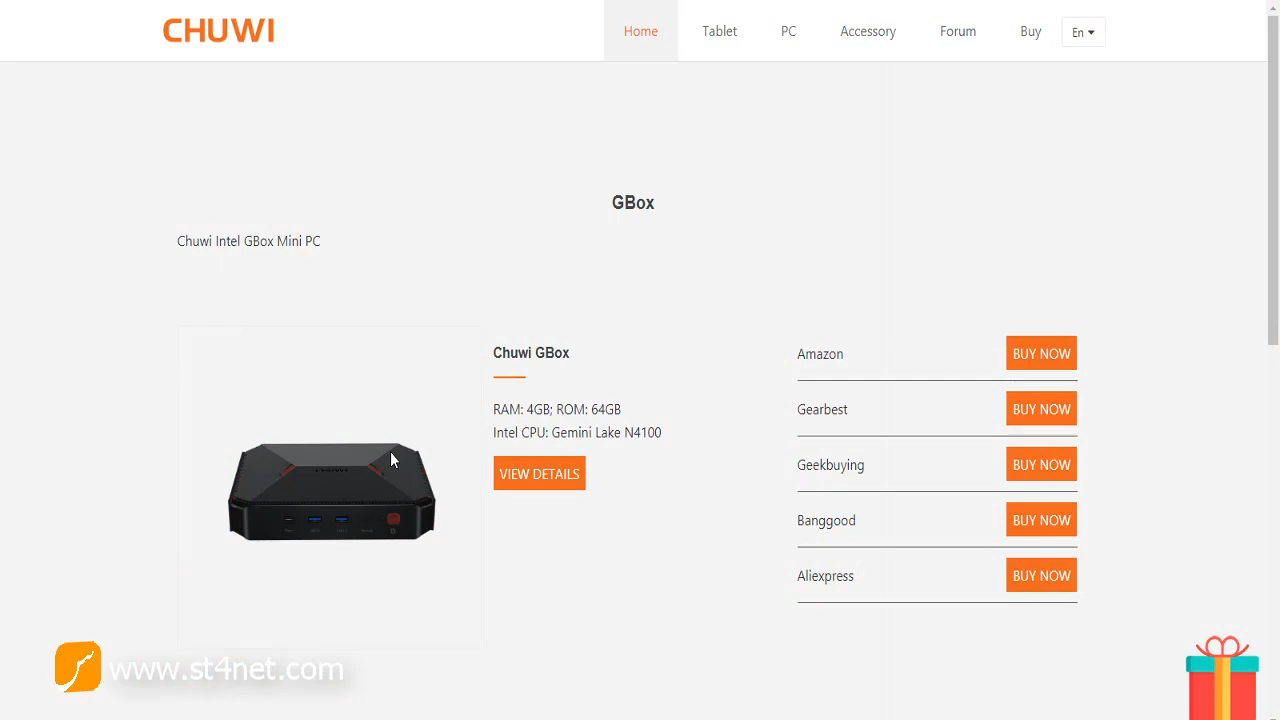 CHUWI
Home Tablet PC Accessory Forum Buy En
GBox
Chuwi Intel GBox Mini PC
Chuwi GBox
RAM: 4GB; ROM: 64GB
Intel CPU: Gemini Lake N4100
VIEW DETAILS
Amazon BUY NOW
Gearbest BUY NOW
Geekbuying BUY NOW
Banggood BUY NOW
Aliexpress BUY NOW
CHUWI
www.st4net.com